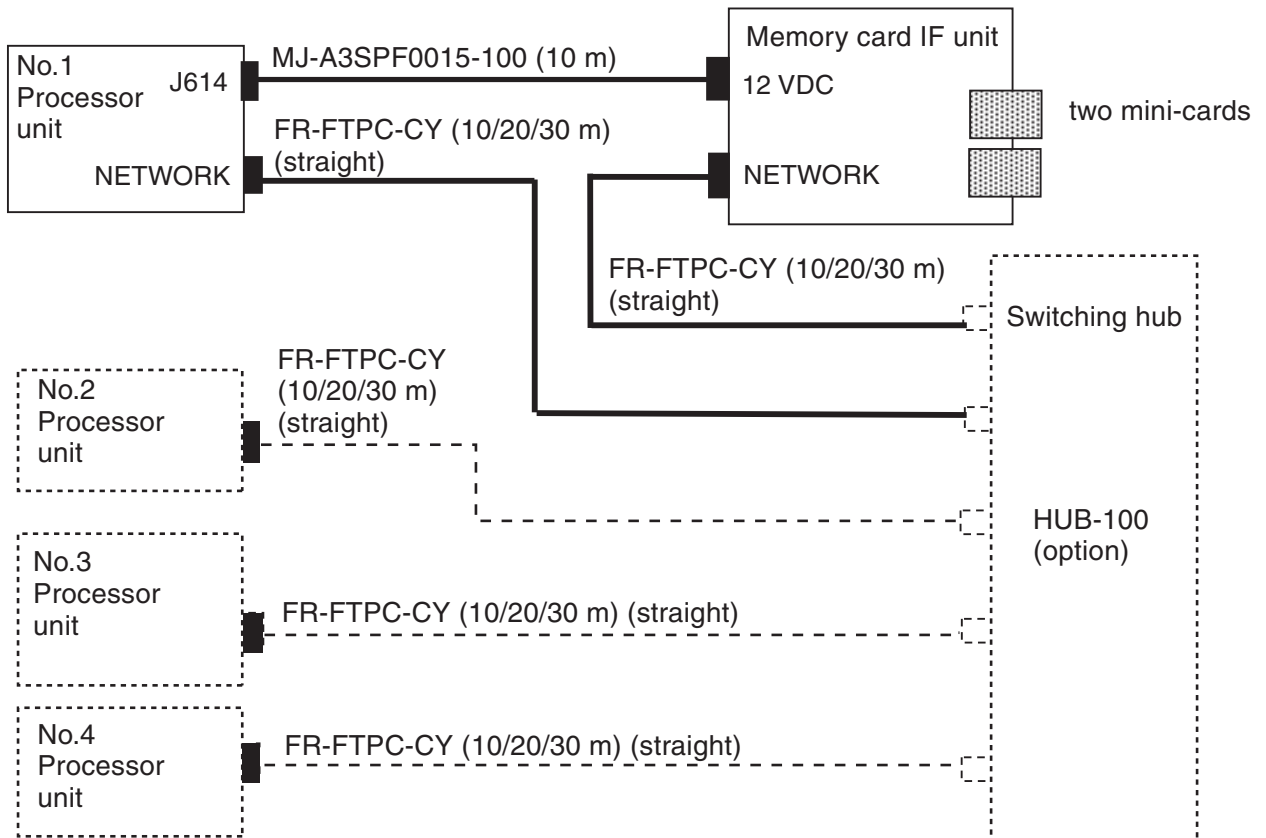 No.1
Processor
unit
J614
NETWORK
MJ-A3SPF0015-100 (10 m)
FR-FTPC-CY (10/20/30 m)
(straight)
Memory card IF unit
12 VDC
NETWORK
two mini-cards
FR-FTPC-CY (10/20/30 m)
(straight)
Switching hub
HUB-100
(option)
No.2
Processor
unit
FR-FTPC-CY
(10/20/30 m)
(straight)
No.3
Processor
unit
FR-FTPC-CY (10/20/30 m) (straight)
No.4
Processor
unit
FR-FTPC-CY (10/20/30 m) (straight)